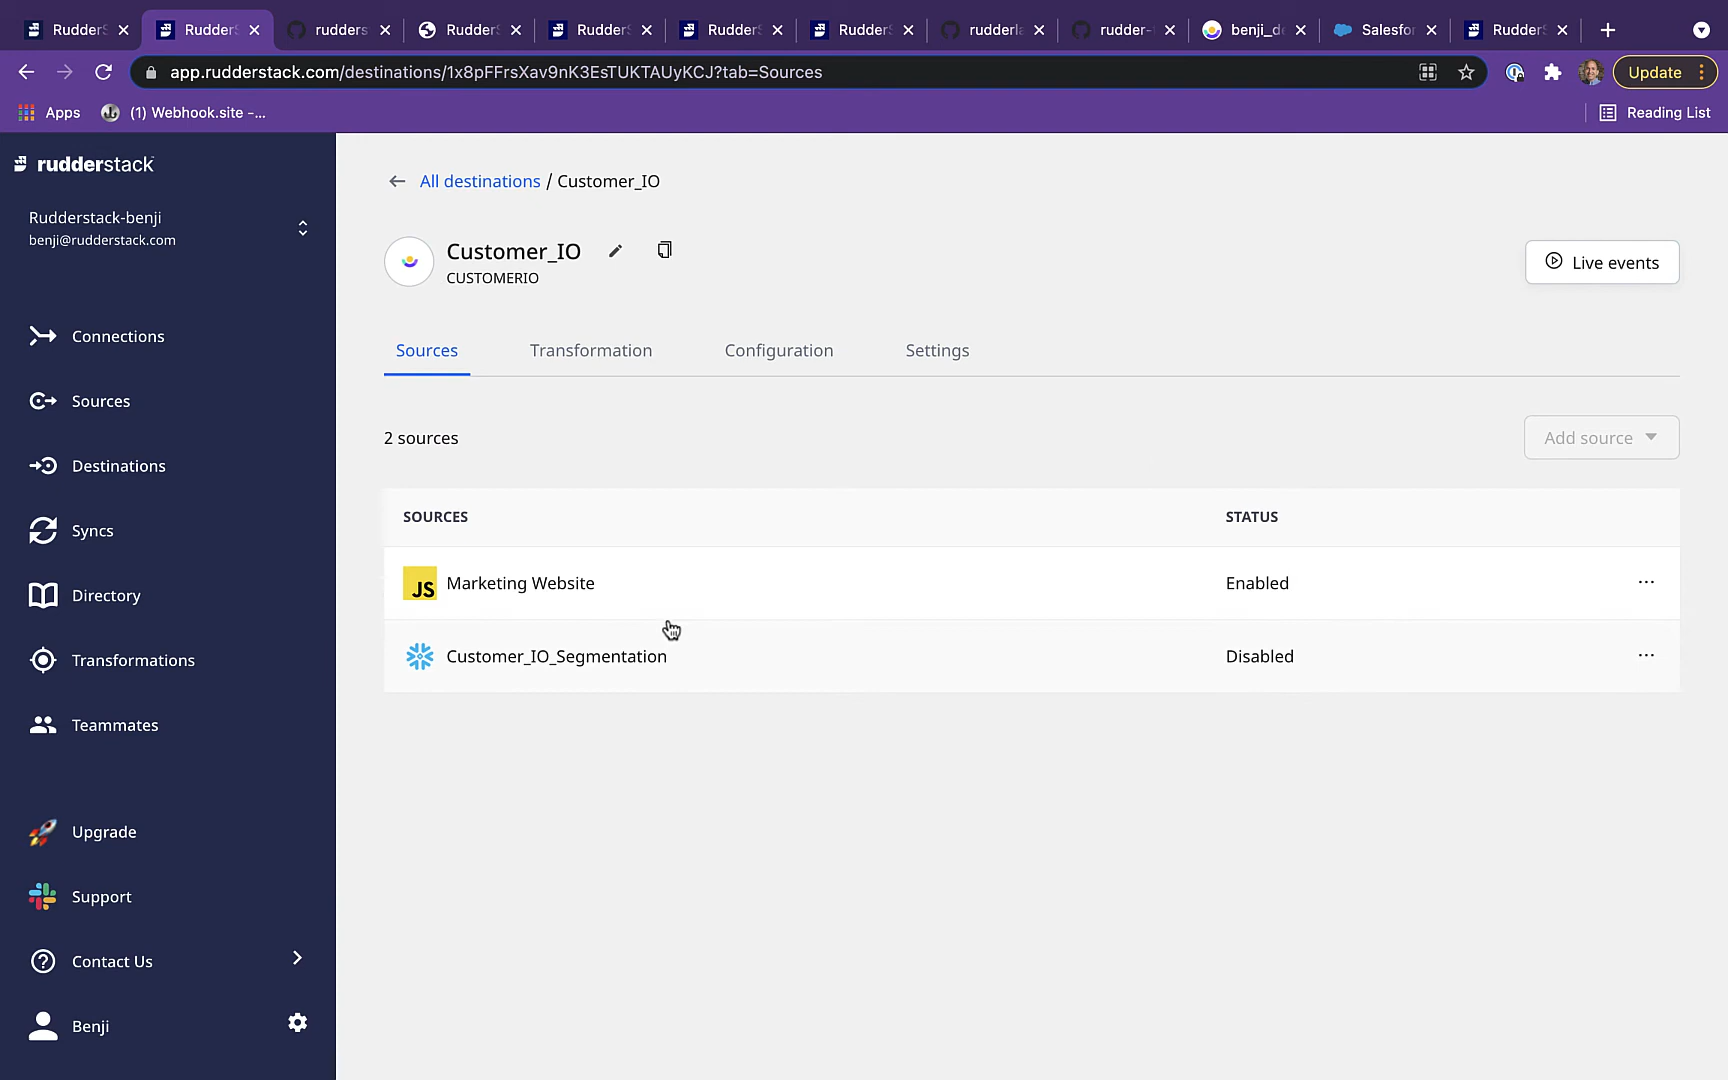 RudderS
RudderS
rudders
RudderS
RudderS
RudderS
RudderS
rudderla
rudder-
benji_de
Salesfor
RudderS
app.rudderstack.com/destinations/1x8pFFrsXav9nK3EsTUKTAUyKCJ?tab=Sources
Update
Apps
(1) Webhook.site -...
Reading List
rudderstack
Rudderstack-benji
benji@rudderstack.com
Connections
Sources
Destinations
Syncs
Directory
Transformations
Teammates
Upgrade
Support
Contact Us
Benji
All destinations / Customer_IO
Customer_IO
CUSTOMERIO
Live events
Sources Transformation Configuration Settings
2 sources
Add source
SOURCES STATUS
JS Marketing Website Enabled
Customer_IO_Segmentation Disabled